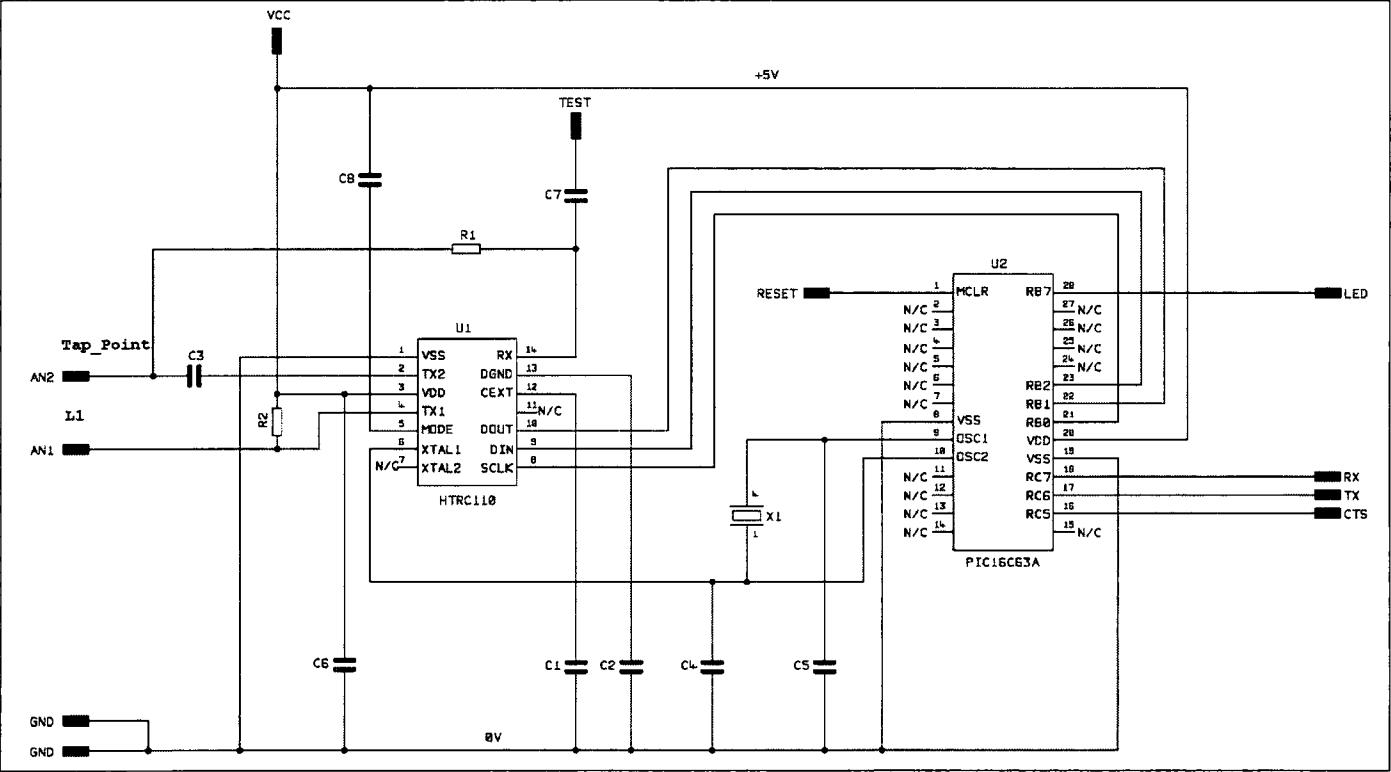 VCC
+5V
TEST
C8
C7
R1
U2
RESET
1 MCLR RB7 28
LED
N/C 2 27 N/C
N/C 3 26 N/C
N/C 4 25 N/C
N/C 5 24 N/C
N/C 6 RB2 23
N/C 7 RB1 22
8 VSS RB0 21
9 OSC1 VDD 20
10 OSC2 VSS 19
N/C 11 RC7 18
RX
N/C 12 RC6 17
TX
N/C 13 RC5 16
CTS
N/C 14 15 N/C
PIC16C63A
U1
Tap_Point
C3
AN2
L1
R2
AN1
1 VSS RX 14
2 TX2 DGND 13
3 VDD CEXT 12
4 TX1 11 N/C
5 MODE DOUT 10
6 XTAL1 DIN 9
N/C 7 XTAL2 SCLK 8
HTRC110
4
X1
1
C6
C1
C2
C4
C5
GND
GND
0V